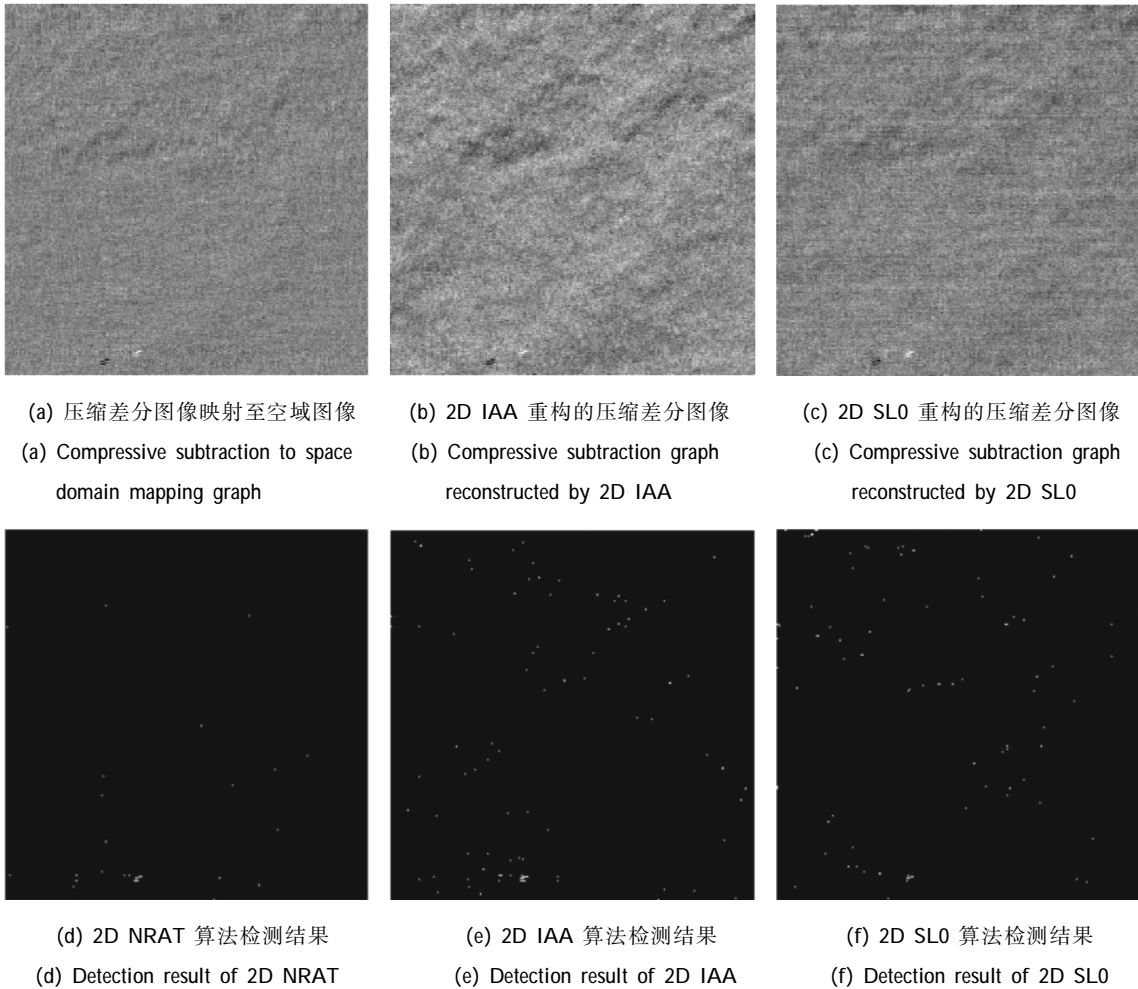 (a) 压缩差分图像映射至空域图像
(a) Compressive subtraction to space
domain mapping graph
(b) 2D IAA 重构的压缩差分图像
(b) Compressive subtraction graph
reconstructed by 2D IAA
(c) 2D SL0 重构的压缩差分图像
(c) Compressive subtraction graph
reconstructed by 2D SL0
(d) 2D NRAT 算法检测结果
(d) Detection result of 2D NRAT
(e) 2D IAA 算法检测结果
(e) Detection result of 2D IAA
(f) 2D SL0 算法检测结果
(f) Detection result of 2D SL0